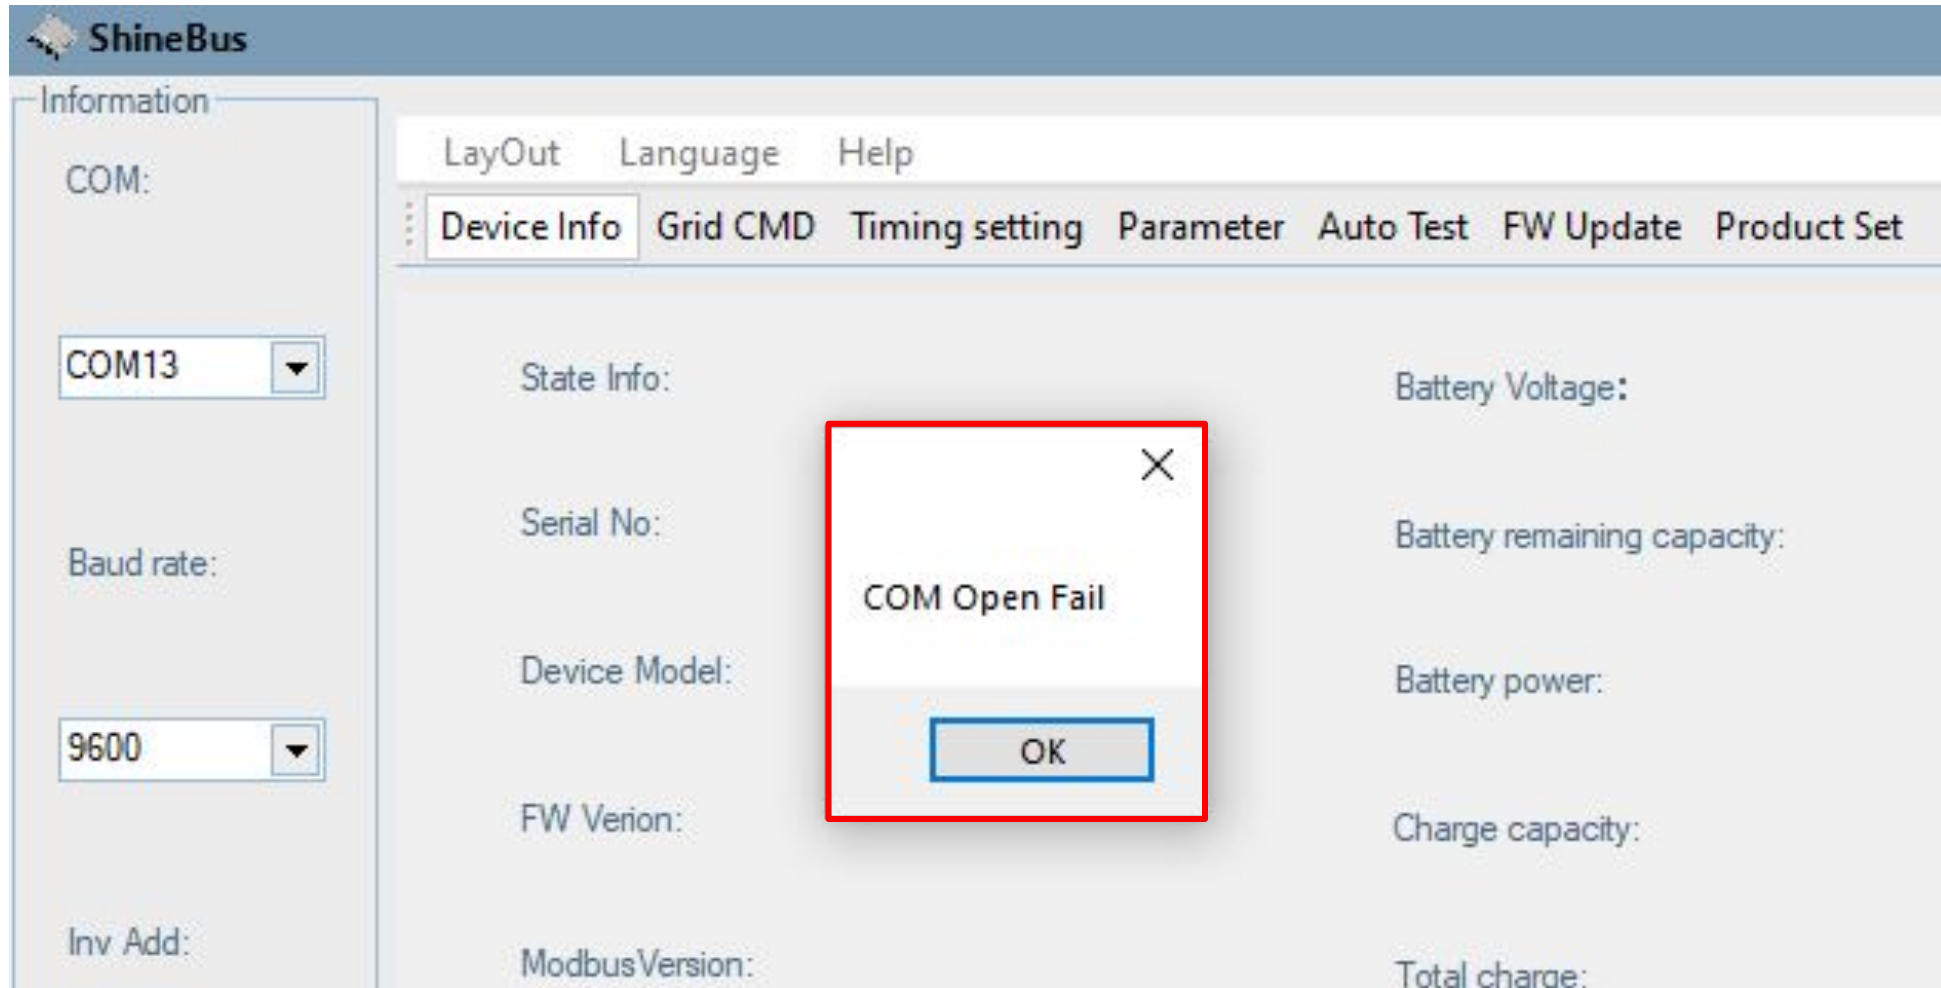 ShineBus
Information
COM:
COM13
Baud rate:
9600
Inv Add:
LayOut Language Help
Device Info Grid CMD Timing setting Parameter Auto Test FW Update Product Set
State Info:
Serial No:
Device Model:
FW Verion:
ModbusVersion:
Battery Voltage:
Battery remaining capacity:
Battery power:
Charge capacity:
Total charge:
COM Open Fail
OK